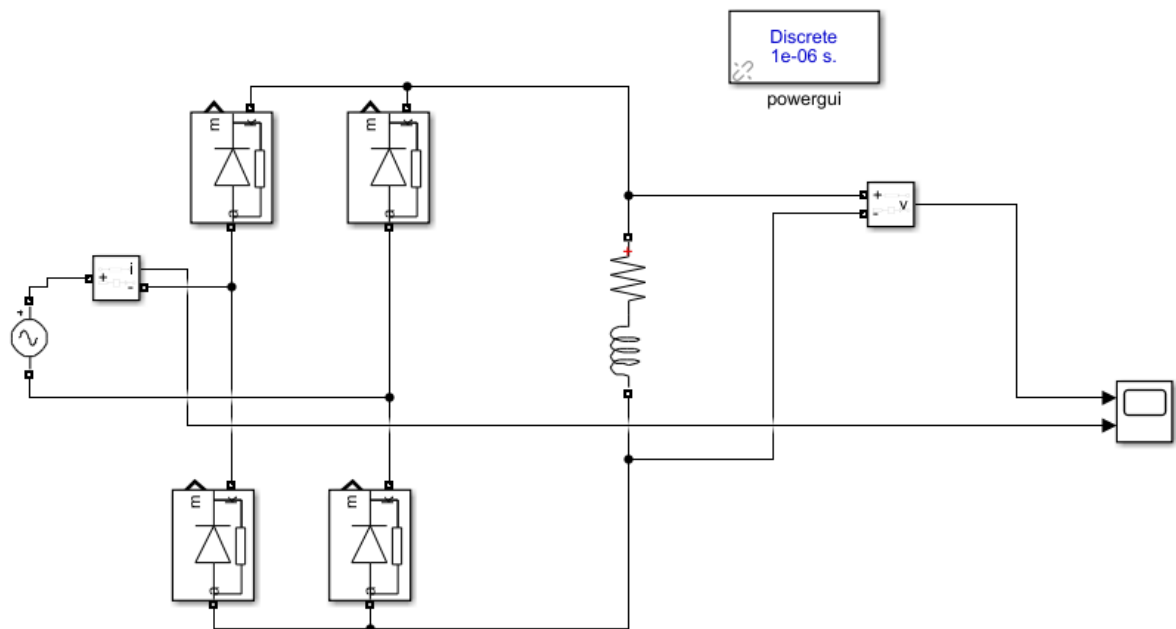 Discrete
1e-06 s.
powergui
m
k
a
m
k
a
+
-
v
i
+
-
+
+
m
k
a
m
k
a